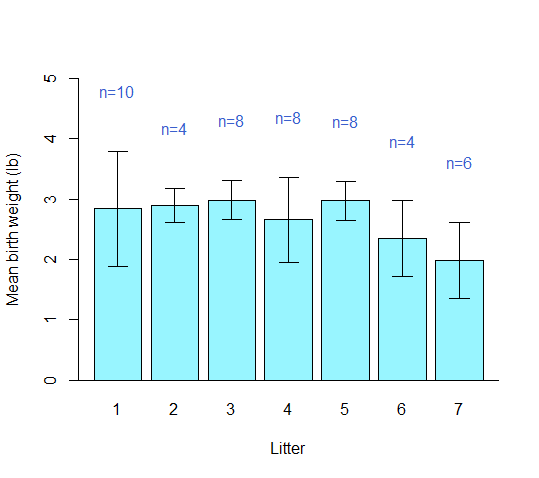 n=10
n=4
n=8
n=8
n=8
n=4
n=6
Mean birth weight (lb)
5
4
3
2
1
0
1 2 3 4 5 6 7
Litter